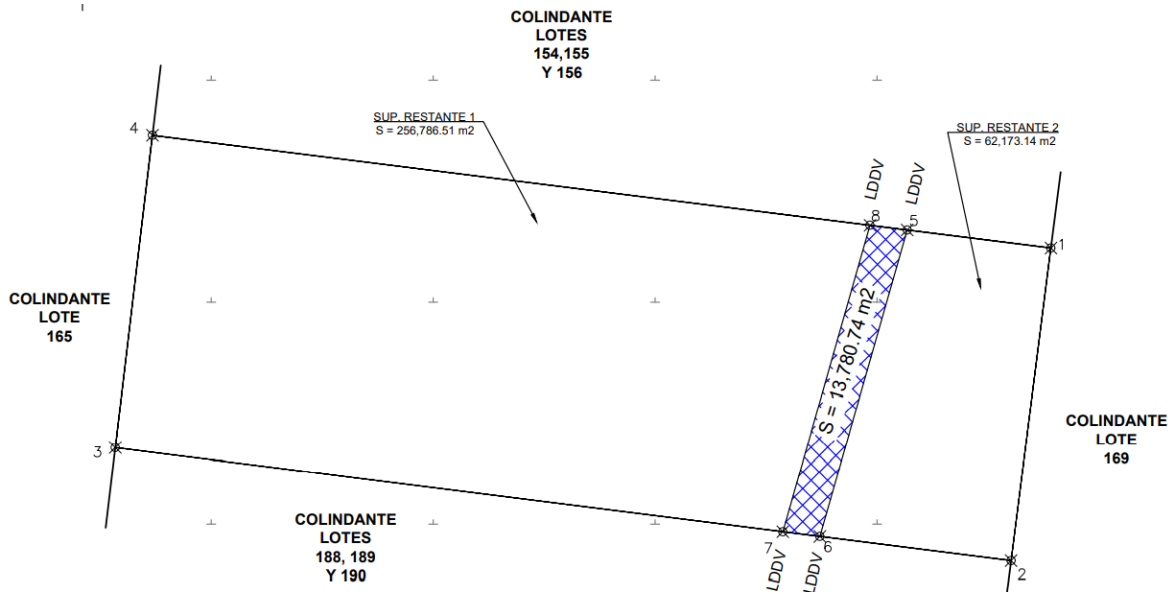 COLINDANTE
LOTES
154,155
Y 156
SUP. RESTANTE 1
S = 256,786.51 m2
SUP. RESTANTE 2
S = 62,173.14 m2
4
LDDV
LDDV
8
5
1
COLINDANTE
LOTE
165
S = 13,780.74 m2
COLINDANTE
LOTE
169
3
COLINDANTE
LOTES
188, 189
Y 190
7
6
2
LDDV
LDDV